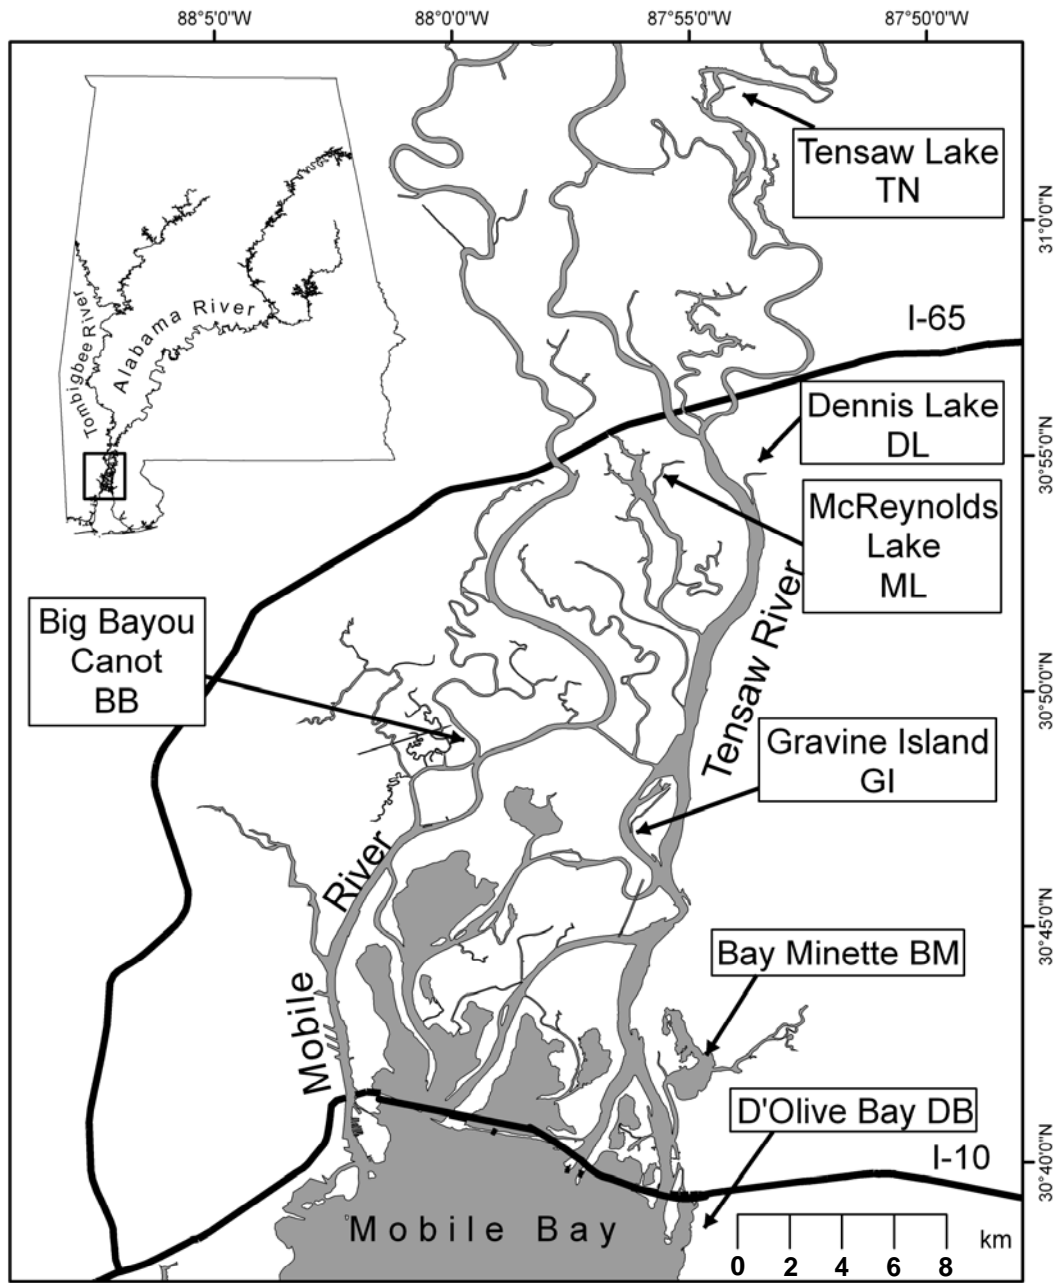 88°5'0"W
88°0'0"W
87°55'0"W
87°50'0"W
Tensaw Lake
TN
31°0'0"N
Tombigbee River
Alabama River
I-65
Dennis Lake
DL
30°55'0"N
McReynolds
Lake
ML
Big Bayou
Canot
BB
Tensaw River
30°50'0"N
Gravine Island
GI
Mobile River
30°45'0"N
Bay Minette BM
D'Olive Bay DB
I-10
30°40'0"N
Mobile Bay
km
0 2 4 6 8